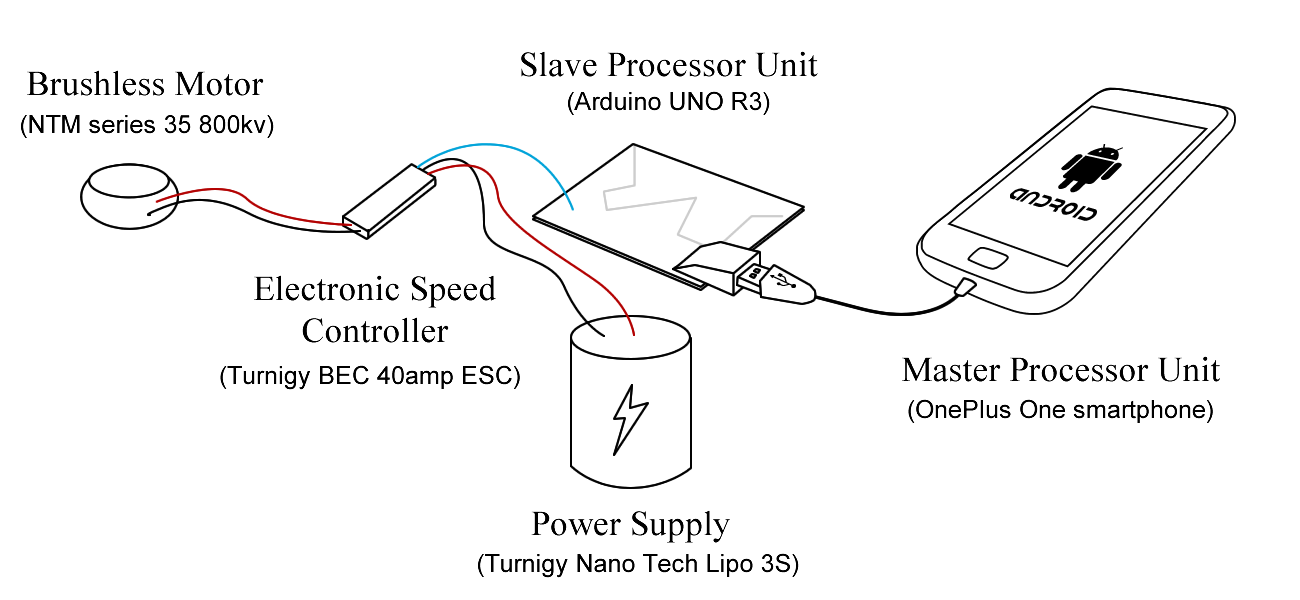 Slave Processor Unit
(Arduino UNO R3)
Brushless Motor
(NTM series 35 800kv)
ANDROID
Electronic Speed
Controller
(Turnigy BEC 40amp ESC)
Master Processor Unit
(OnePlus One smartphone)
Power Supply
(Turnigy Nano Tech Lipo 3S)